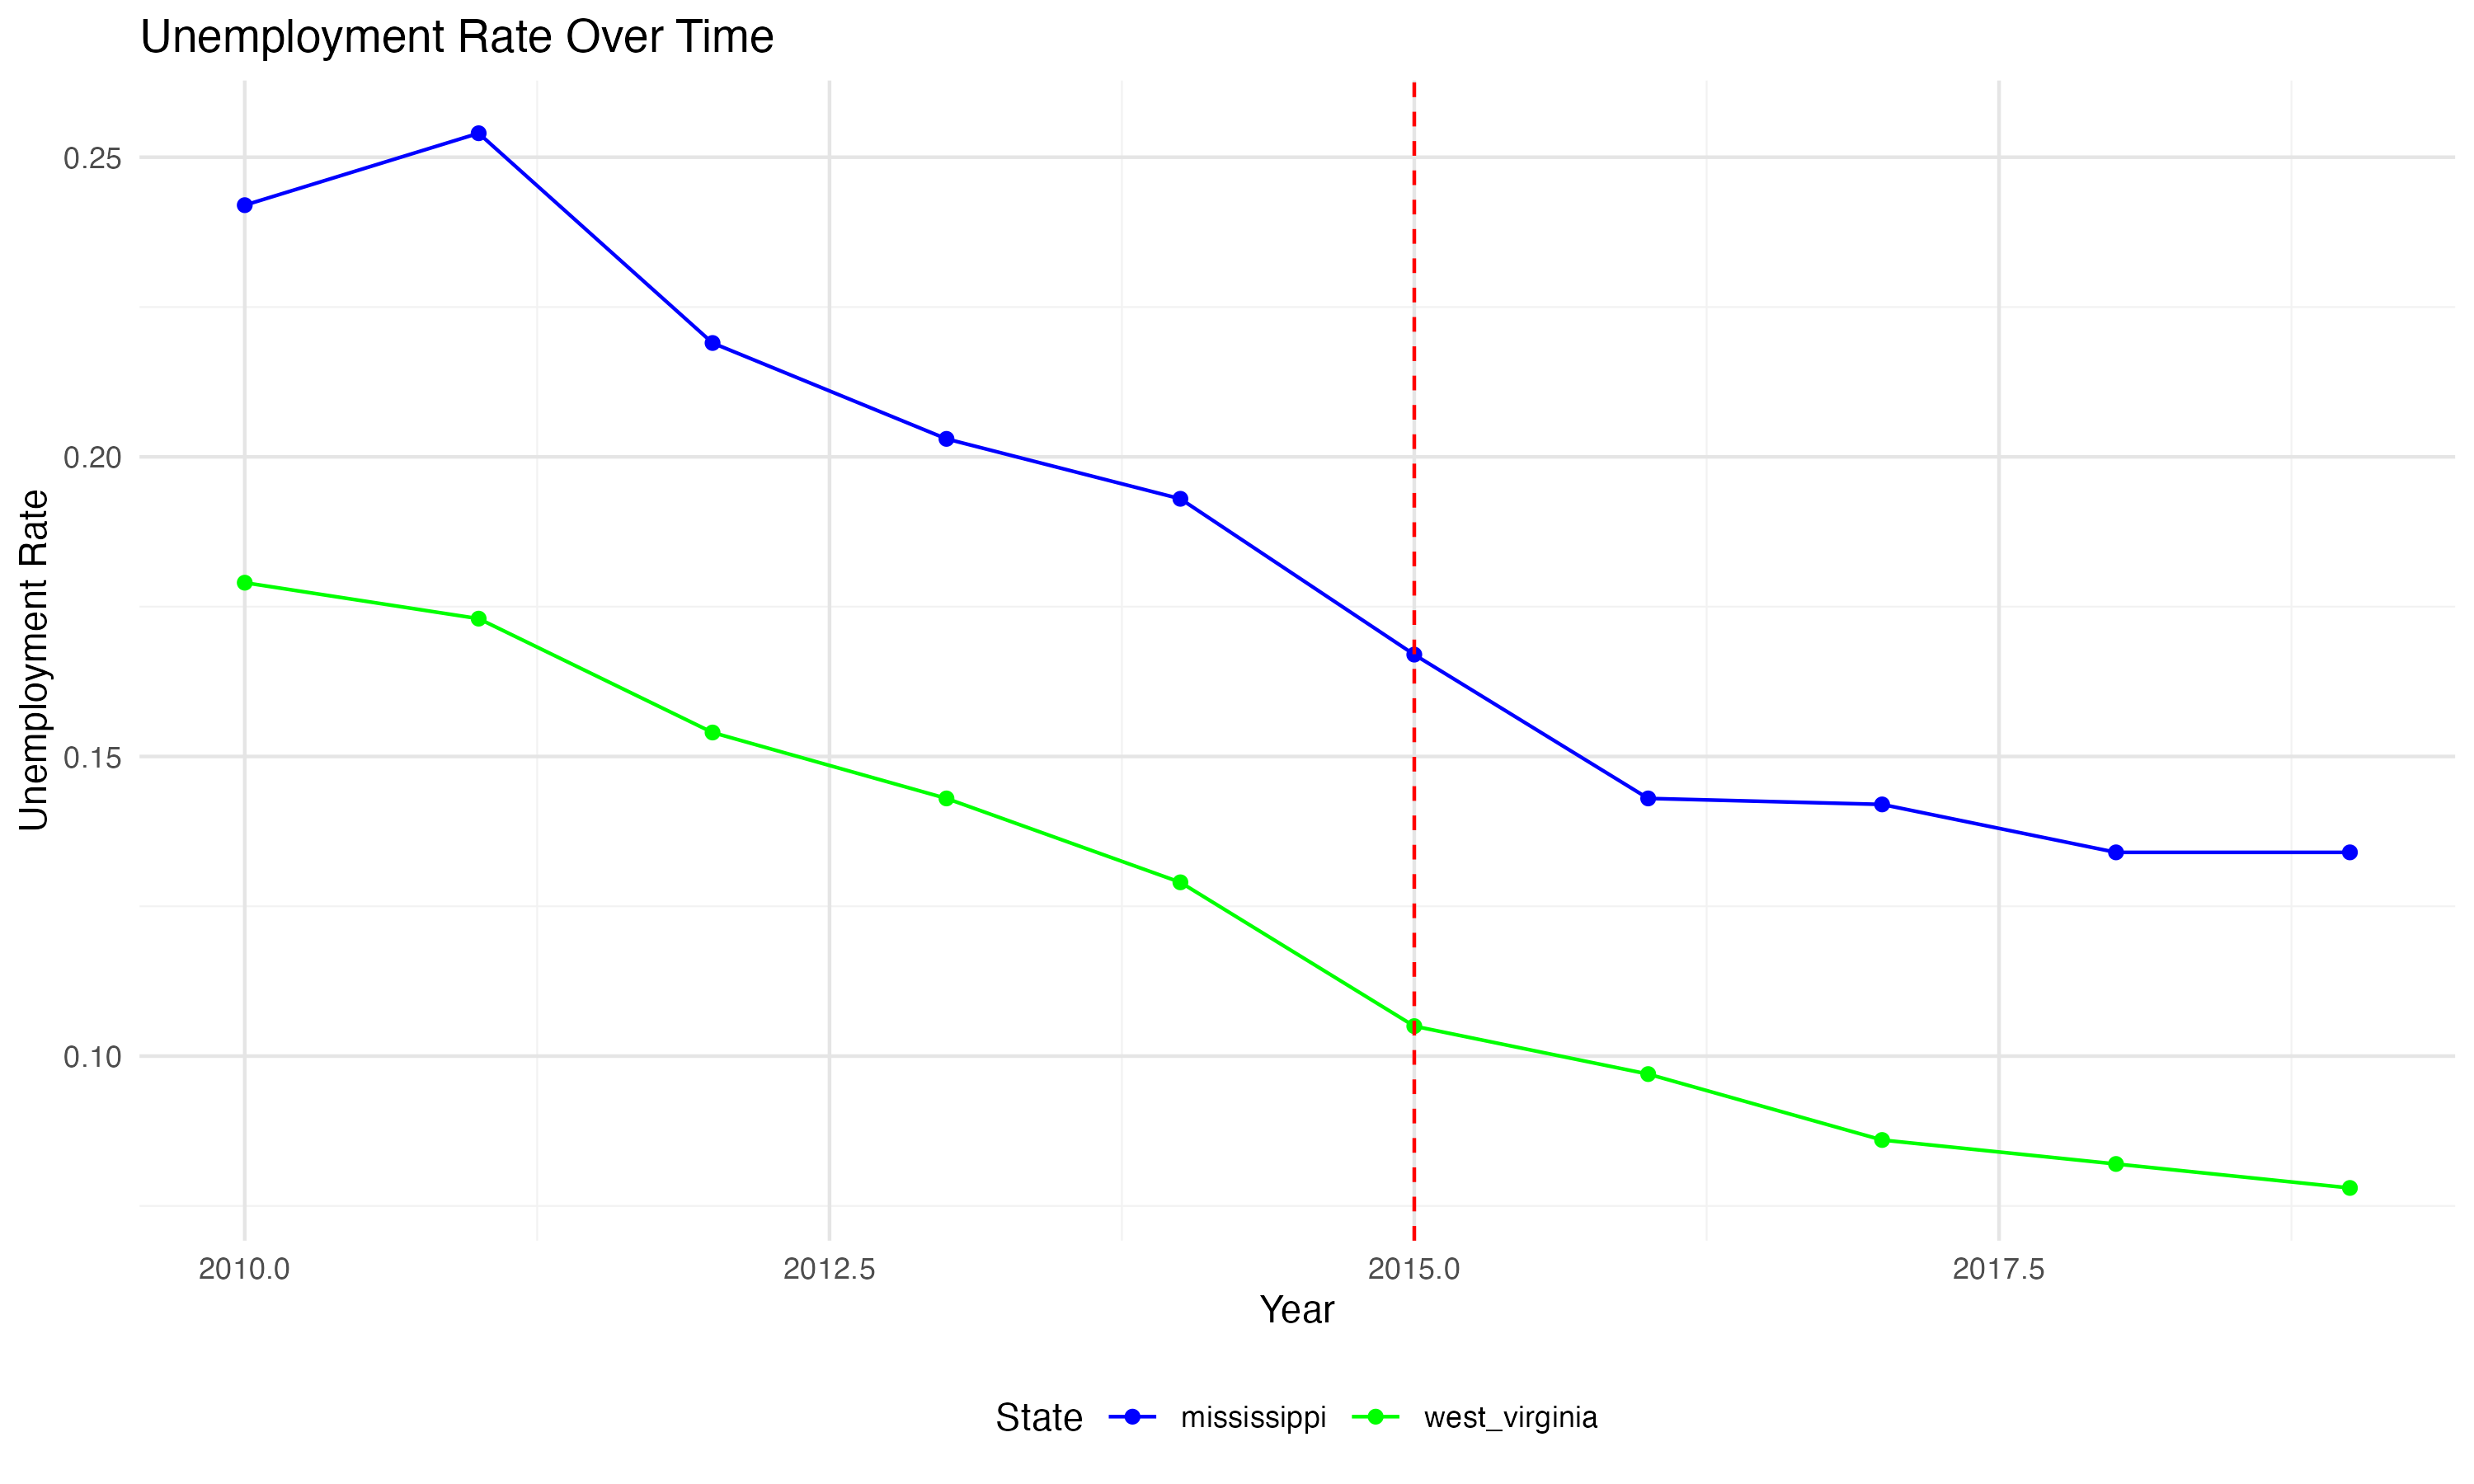 Unemployment Rate Over Time
Unemployment Rate
0.25
0.20
0.15
0.10
2010.0 2012.5 2015.0 2017.5
Year
State mississippi west_virginia